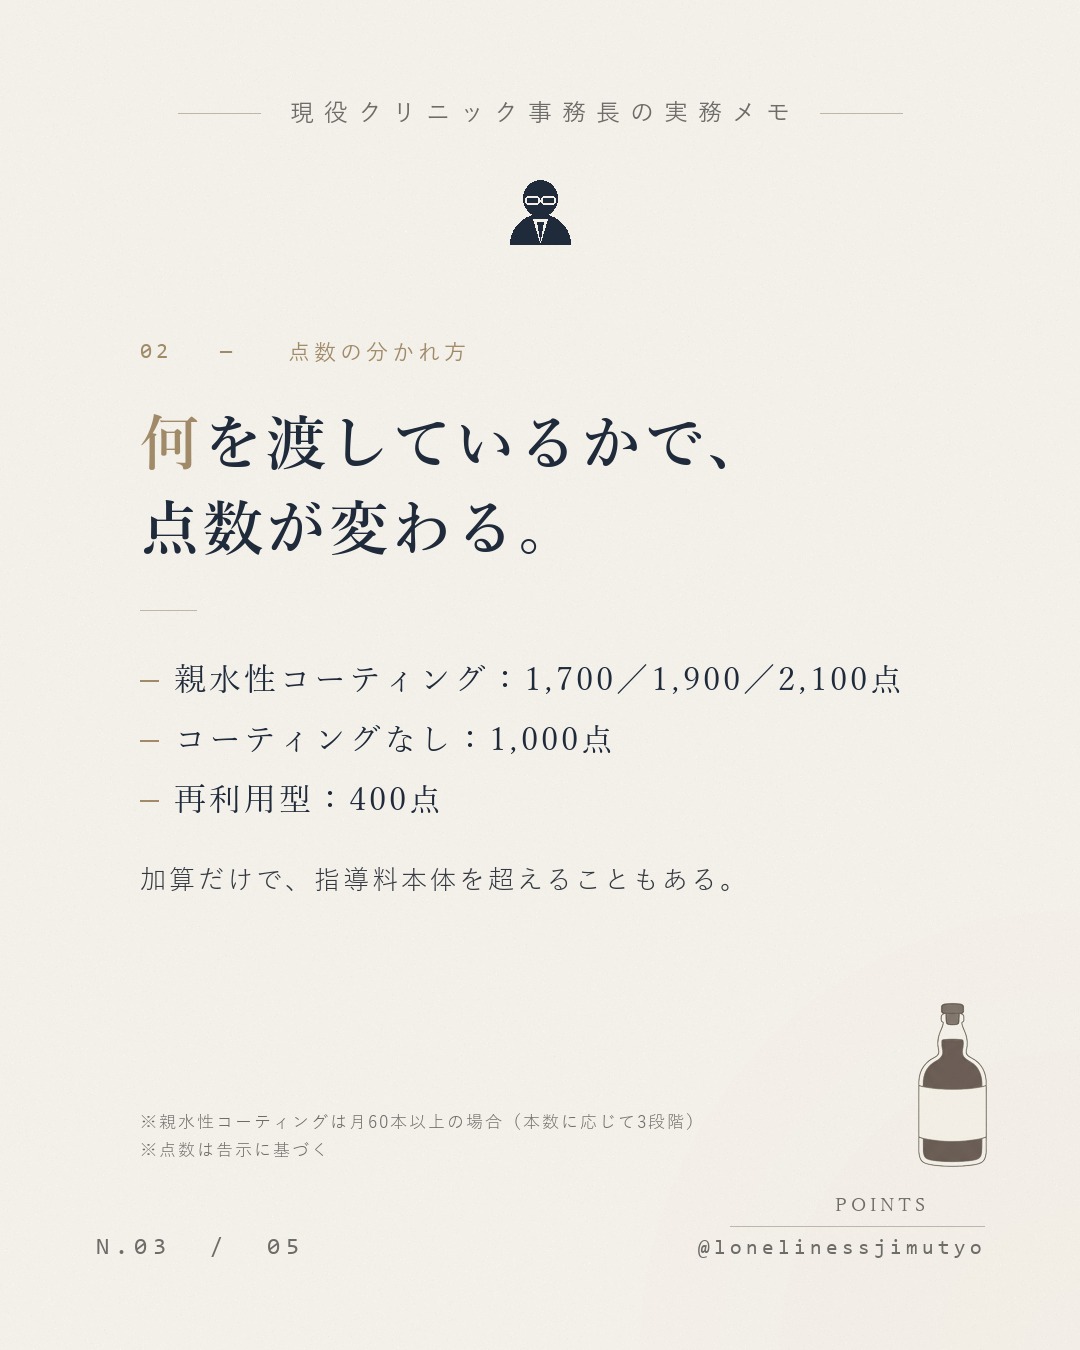 現役クリニック事務長の実務メモ
02 — 点数の分かれ方
何を渡しているかで、
点数が変わる。
— 親水性コーティング：1,700／1,900／2,100点
— コーティングなし：1,000点
— 再利用型：400点
加算だけで、指導料本体を超えることもある。
※親水性コーティングは月60本以上の場合（本数に応じて3段階）
※点数は告示に基づく
POINTS
N.03 / 05
@lonelinessjimutyo